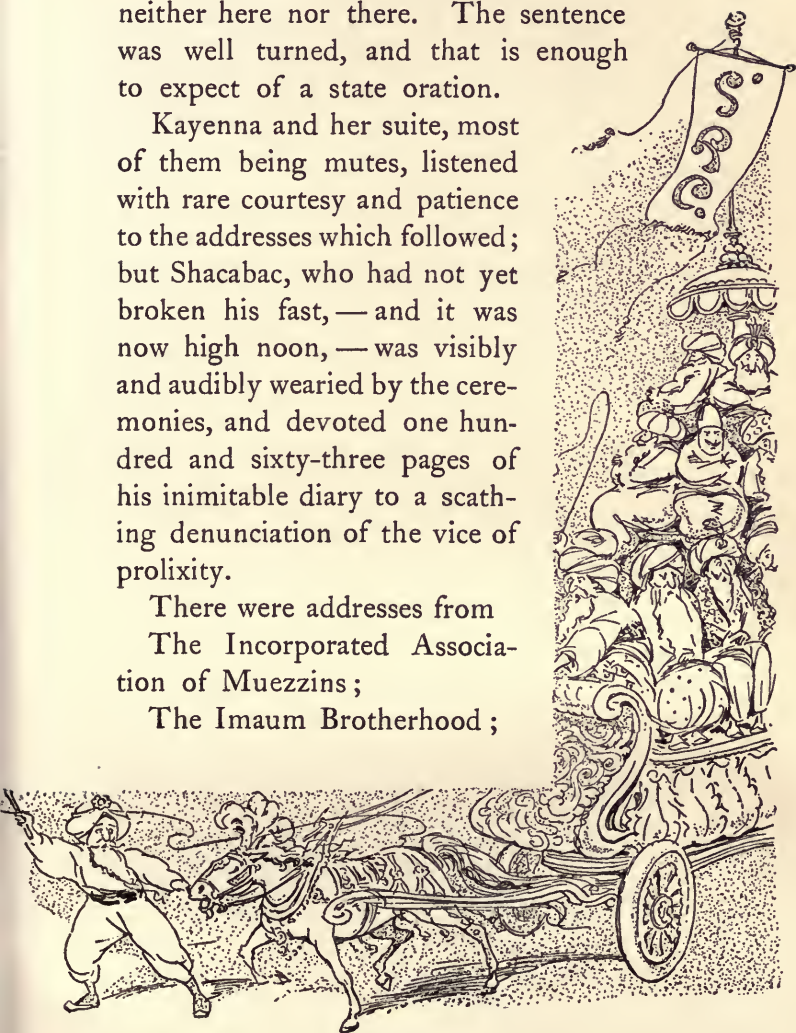 neither here nor there. The sentence
was well turned, and that is enough
to expect of a state oration.
Kayenna and her suite, most
of them being mutes, listened
with rare courtesy and patience
to the addresses which followed;
but Shacabac, who had not yet
broken his fast, — and it was
now high noon, — was visibly
and audibly wearied by the cere-
monies, and devoted one hun-
dred and sixty-three pages of
his inimitable diary to a scath-
ing denunciation of the vice of
prolixity.
There were addresses from
The Incorporated Associa-
tion of Muezzins;
The Imaum Brotherhood;
S.
R.
C.